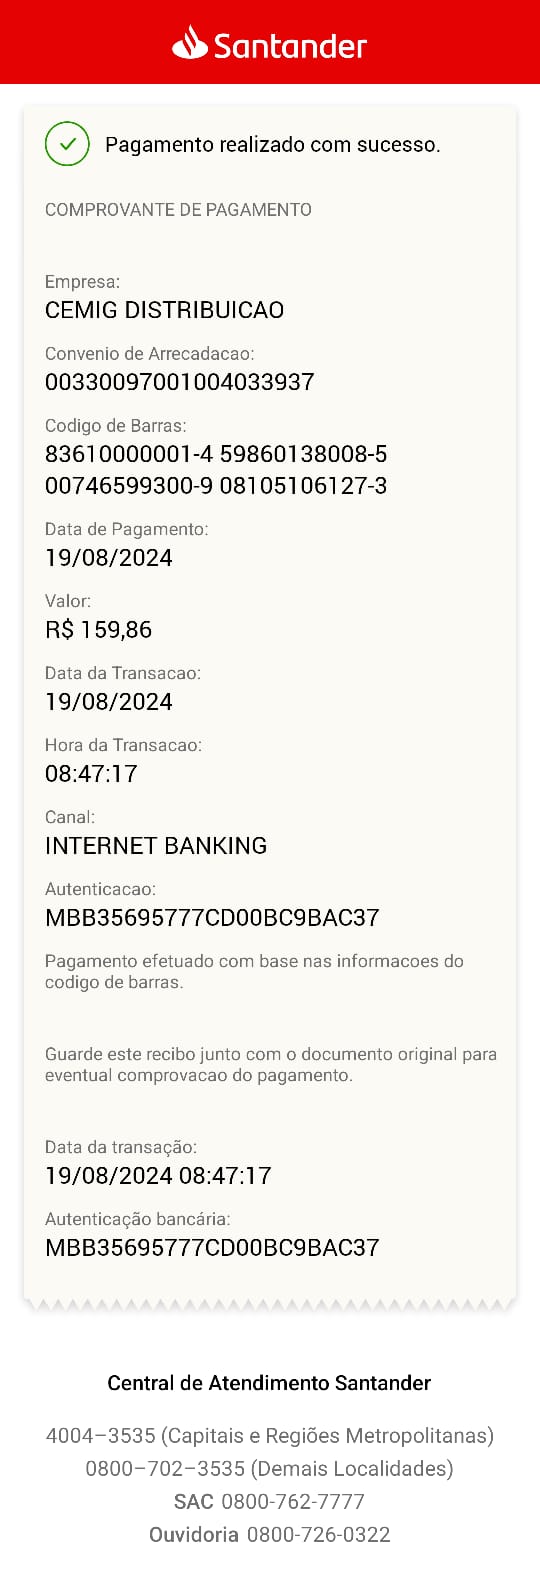 Santander
Pagamento realizado com sucesso.
COMPROVANTE DE PAGAMENTO
Empresa:
CEMIG DISTRIBUICAO
Convenio de Arrecadacao:
00330097001004033937
Codigo de Barras:
83610000001-4 59860138008-5
00746599300-9 08105106127-3
Data de Pagamento:
19/08/2024
Valor:
R$ 159,86
Data da Transacao:
19/08/2024
Hora da Transacao:
08:47:17
Canal:
INTERNET BANKING
Autenticacao:
MBB35695777CD00BC9BAC37
Pagamento efetuado com base nas informacoes do
codigo de barras.
Guarde este recibo junto com o documento original para
eventual comprovacao do pagamento.
Data da transação:
19/08/2024 08:47:17
Autenticação bancária:
MBB35695777CD00BC9BAC37
Central de Atendimento Santander
4004–3535 (Capitais e Regiões Metropolitanas)
0800–702–3535 (Demais Localidades)
SAC 0800-762-7777
Ouvidoria 0800-726-0322